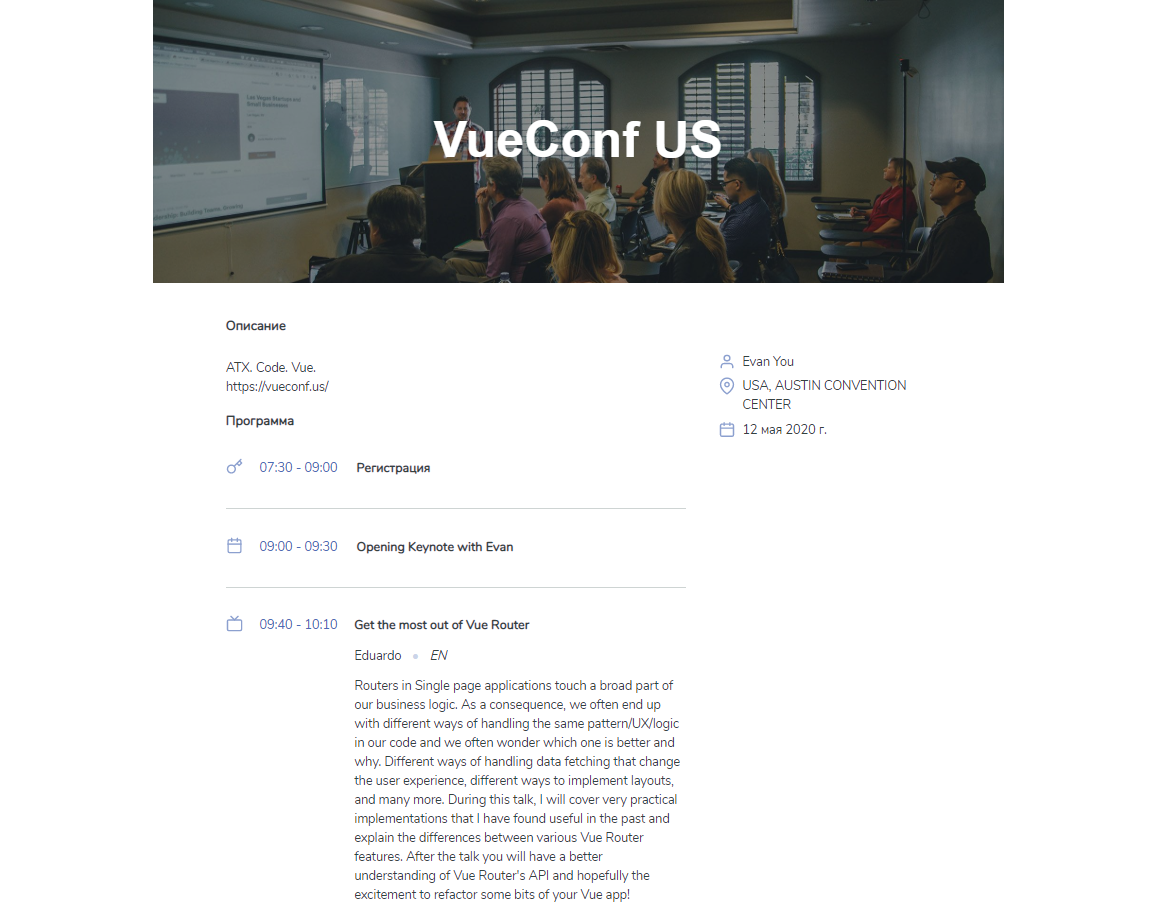 VueConf US
Las Vegas Startups and
Small Businesses
Описание
ATX. Code. Vue.
https://vueconf.us/
Evan You
USA, AUSTIN CONVENTION
CENTER
12 мая 2020 г.
Программа
07:30 - 09:00 Регистрация
09:00 - 09:30 Opening Keynote with Evan
09:40 - 10:10 Get the most out of Vue Router
Eduardo • EN
Routers in Single page applications touch a broad part of
our business logic. As a consequence, we often end up
with different ways of handling the same pattern/UX/logic
in our code and we often wonder which one is better and
why. Different ways of handling data fetching that change
the user experience, different ways to implement layouts,
and many more. During this talk, I will cover very practical
implementations that I have found useful in the past and
explain the differences between various Vue Router
features. After the talk you will have a better
understanding of Vue Router's API and hopefully the
excitement to refactor some bits of your Vue app!